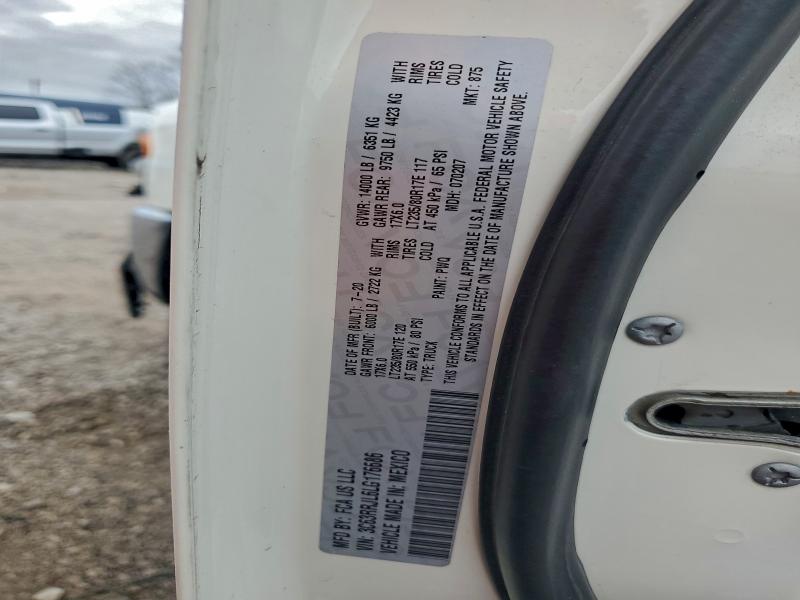 MFD BY: FCA US LLC
DATE OF MFR (BUILT): 7-20
GVWR: 14000 LB / 6351 KG
VIN: 3C63RRJL6LG176686
GAWR FRONT: 6000 LB / 2722 KG WITH
GAWR REAR: 9750 LB / 4423 KG WITH
VEHICLE MADE IN: MEXICO
17X6.0 RIMS
17X6.0 RIMS
LT235/80R17E 120 TIRES
LT235/80R17E 117 TIRES
AT 550 kPa / 80 PSI COLD
AT 450 kPa / 65 PSI COLD
TYPE: TRUCK
PAINT: PWQ
MDH: 070207
MKT: 875
THIS VEHICLE CONFORMS TO ALL APPLICABLE U.S.A. FEDERAL MOTOR VEHICLE SAFETY
STANDARDS IN EFFECT ON THE DATE OF MANUFACTURE SHOWN ABOVE.